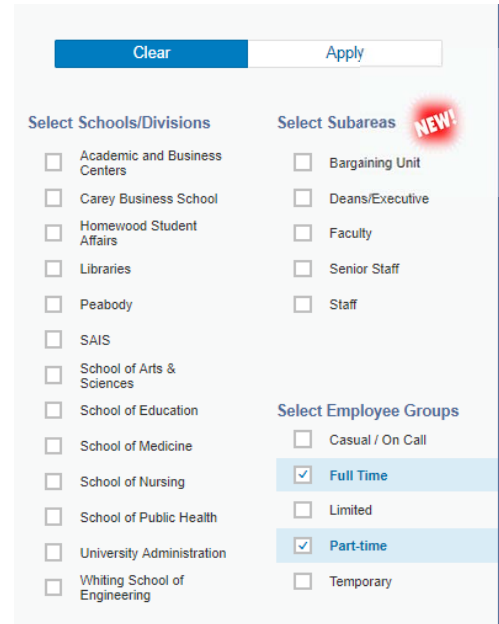 Clear
Apply
Select Schools/Divisions
Academic and Business
Centers
Carey Business School
Homewood Student
Affairs
Libraries
Peabody
SAIS
School of Arts &
Sciences
School of Education
School of Medicine
School of Nursing
School of Public Health
University Administration
Whiting School of
Engineering
Select Subareas
NEW!
Bargaining Unit
Deans/Executive
Faculty
Senior Staff
Staff
Select Employee Groups
Casual / On Call
Full Time
Limited
Part-time
Temporary